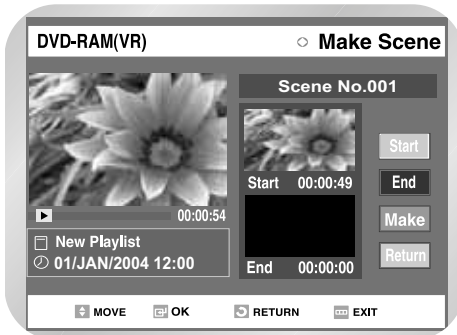 DVD-RAM(VR)
Make Scene
Scene No.001
Start 00:00:49
End 00:00:00
Start
End
Make
Return
00:00:54
New Playlist
01/JAN/2004 12:00
MOVE OK RETURN EXIT